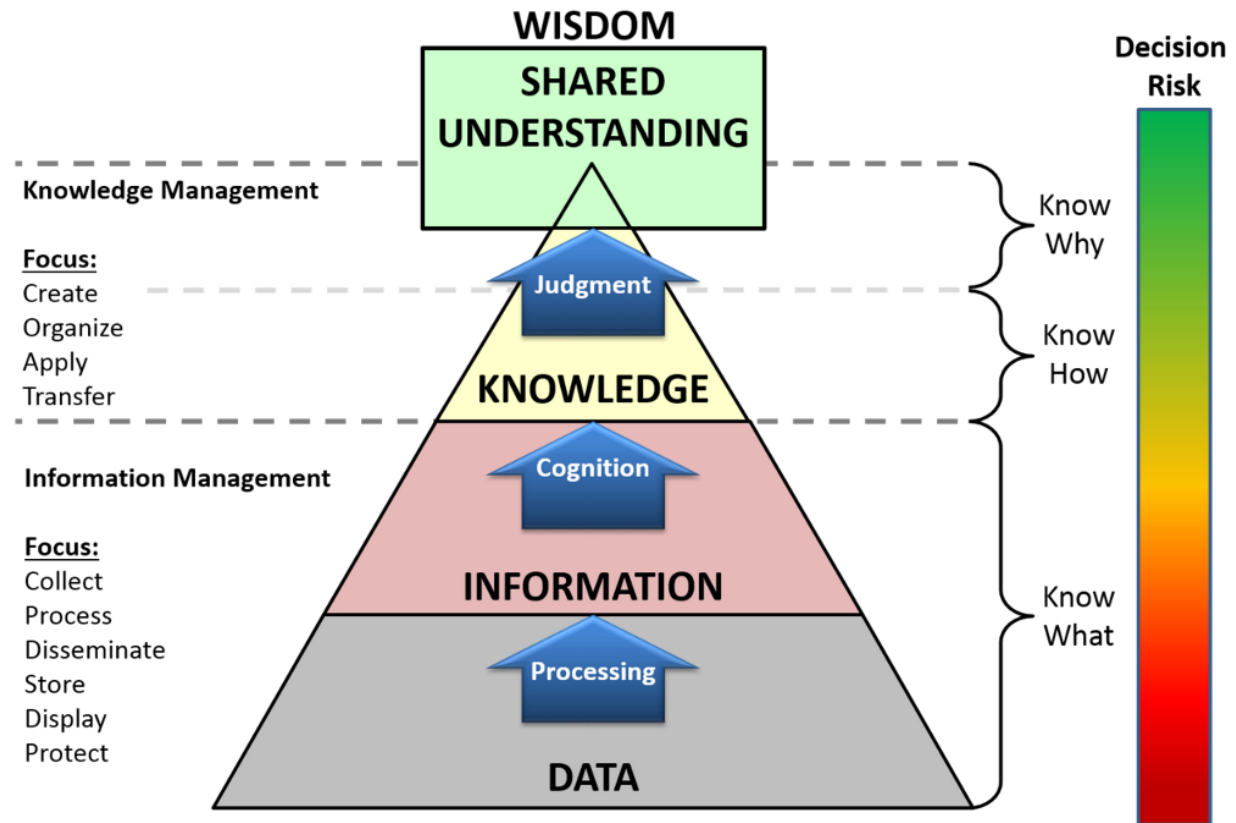 WISDOM
SHARED
UNDERSTANDING
Decision
Risk
Knowledge Management
Focus:
Create
Organize
Apply
Transfer
Judgment
KNOWLEDGE
Know
Why
Know
How
Information Management
Focus:
Collect
Process
Disseminate
Store
Display
Protect
Cognition
INFORMATION
Processing
DATA
Know
What